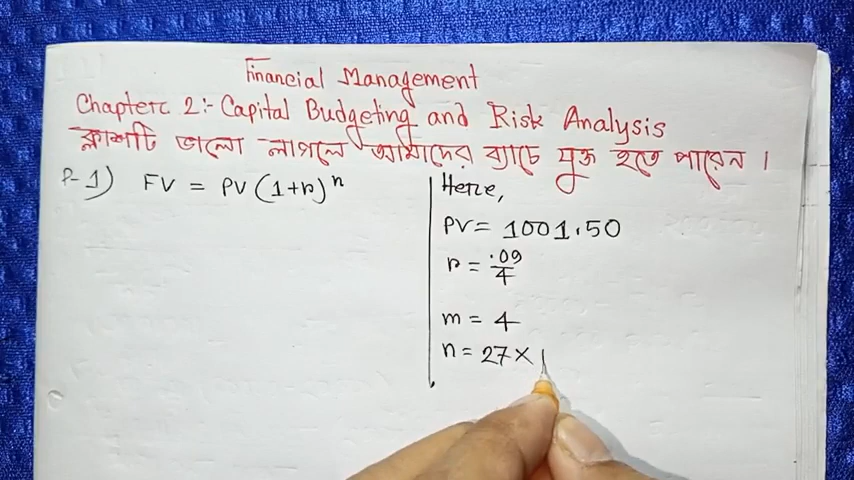 Financial Management
Chapter 2:- Capital Budgeting and Risk Analysis
ক্লাশটি ভালো লাগলে আমাদের ব্যাচে যুক্ত হতে পারেন।
P-1) FV = PV(1+r)^n
Here,
PV = 1001.50
r = .09/4
m = 4
n = 27×